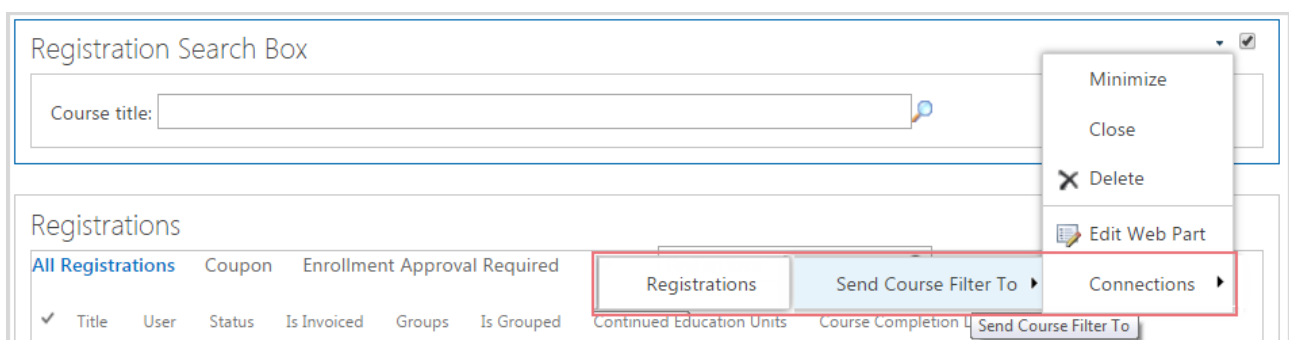 Registration Search Box
Course title:
Minimize
Close
Delete
Edit Web Part
Connections
Send Course Filter To
Registrations
Registrations
All Registrations Coupon Enrollment Approval Required
Title User Status Is Invoiced Groups Is Grouped Continued Education Units Course Completion
Send Course Filter To